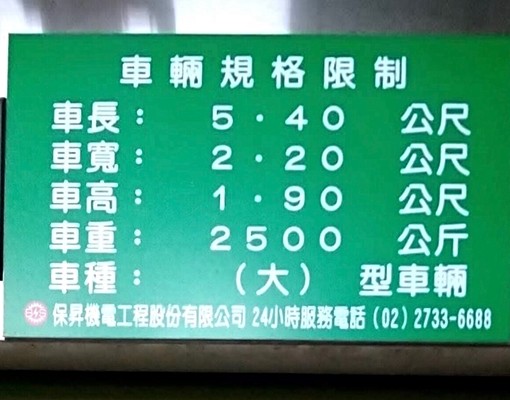 車輛規格限制
車長： 5．40 公尺
車寬： 2．20 公尺
車高： 1．90 公尺
車重： 2500 公斤
車種： （大） 型車輛
保昇機電工程股份有限公司 24小時服務電話(02) 2733-6688